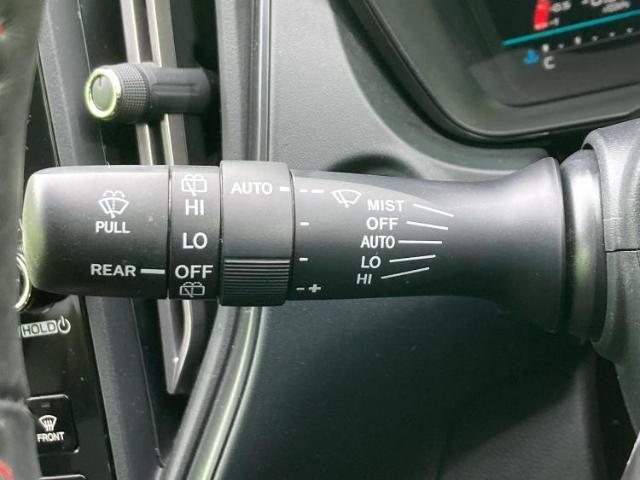 PULL
REAR
HI
LO
OFF
AUTO
- -
-
-
-+
MIST
OFF
AUTO
LO
HI
HOLD
FRONT
C